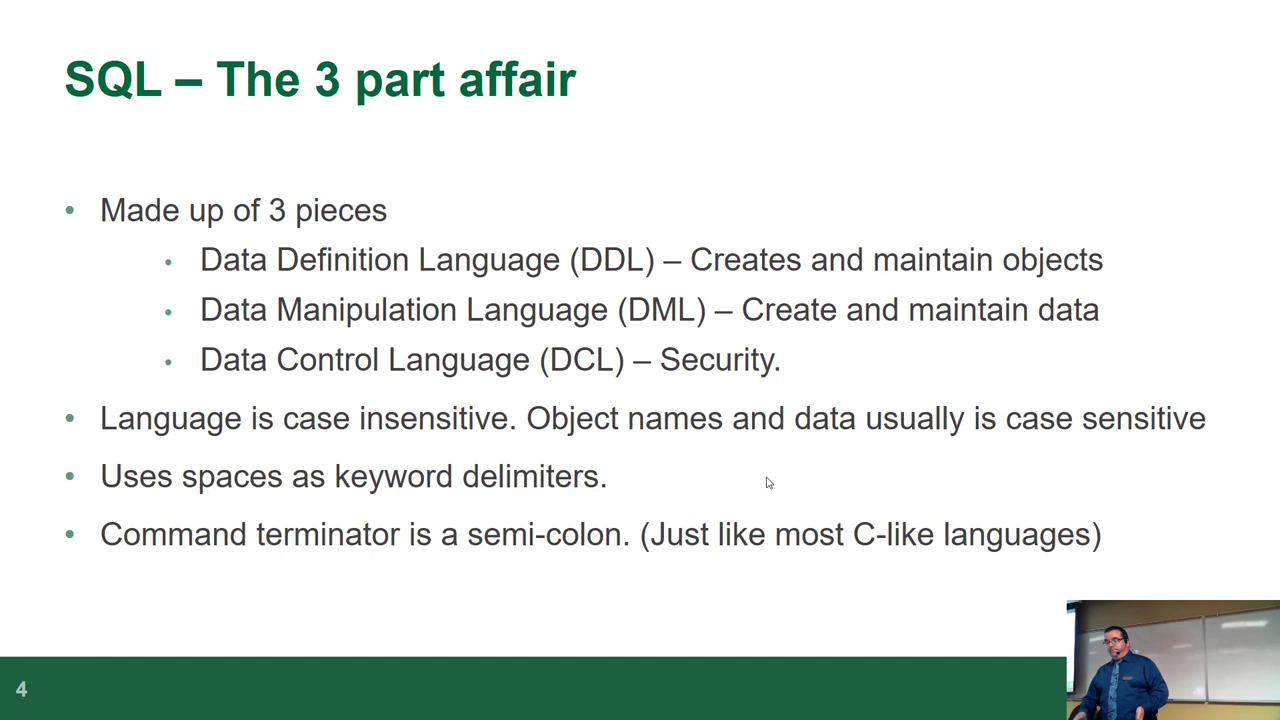 SQL – The 3 part affair
• Made up of 3 pieces
• Data Definition Language (DDL) – Creates and maintain objects
• Data Manipulation Language (DML) – Create and maintain data
• Data Control Language (DCL) – Security.
• Language is case insensitive. Object names and data usually is case sensitive
• Uses spaces as keyword delimiters.
• Command terminator is a semi-colon. (Just like most C-like languages)
4